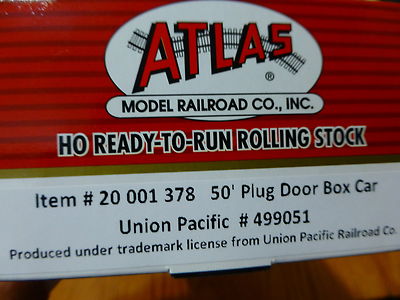 ATLAS
®
MODEL RAILROAD CO., INC.
HO READY-TO-RUN ROLLING STOCK
Item # 20 001 378 50' Plug Door Box Car
Union Pacific # 499051
Produced under trademark license from Union Pacific Railroad Co.